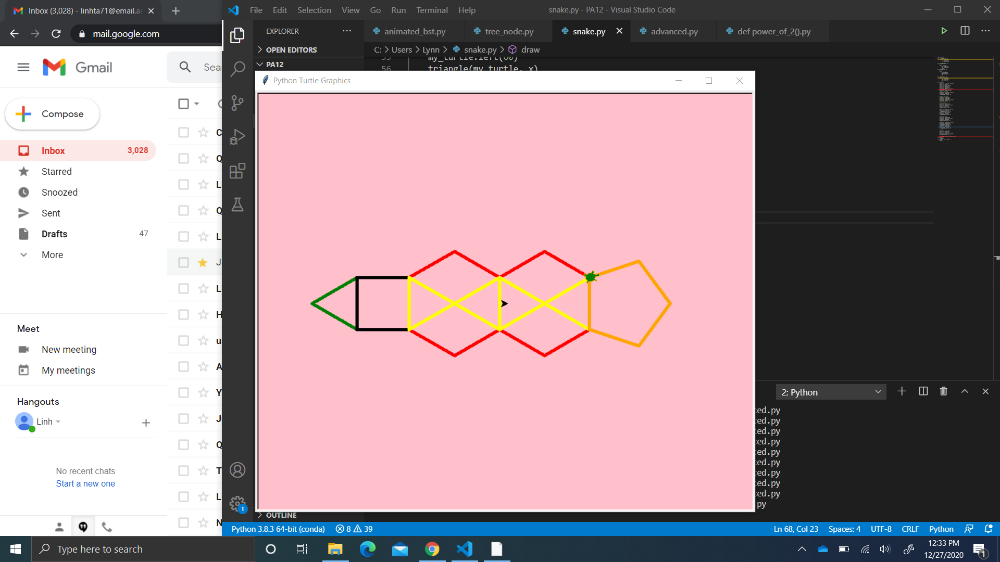 Inbox (3,028) - linhta71@email.ar
mail.google.com
Gmail
Sea
Compose
Inbox 3,028
Starred
Snoozed
Sent
Drafts 47
More
Meet
New meeting
My meetings
Hangouts
Linh
No recent chats
Start a new one
C
Q
L
Q
L
J
L
H
u
A
Y
J
Q
T
L
N
File Edit Selection View Go Run Terminal Help
snake.py - PA12 - Visual Studio Code
EXPLORER
OPEN EDITORS
PA12
animated_bst.py tree_node.py snake.py advanced.py def power_of_2().py
C: > Users > Lynn > snake.py > draw
55 my_turtle.left(60)
56 triangle(my_turtle, x)
Python Turtle Graphics
2: Python
ced.py
ced.py
ced.py
ced.py
ced.py
ced.py
ced.py
ced.py
ced.py
py
OUTLINE
1
Python 3.8.3 64-bit (conda) 8 39
Ln 68, Col 23 Spaces: 4 UTF-8 CRLF Python
Type here to search
12:33 PM
12/27/2020
1